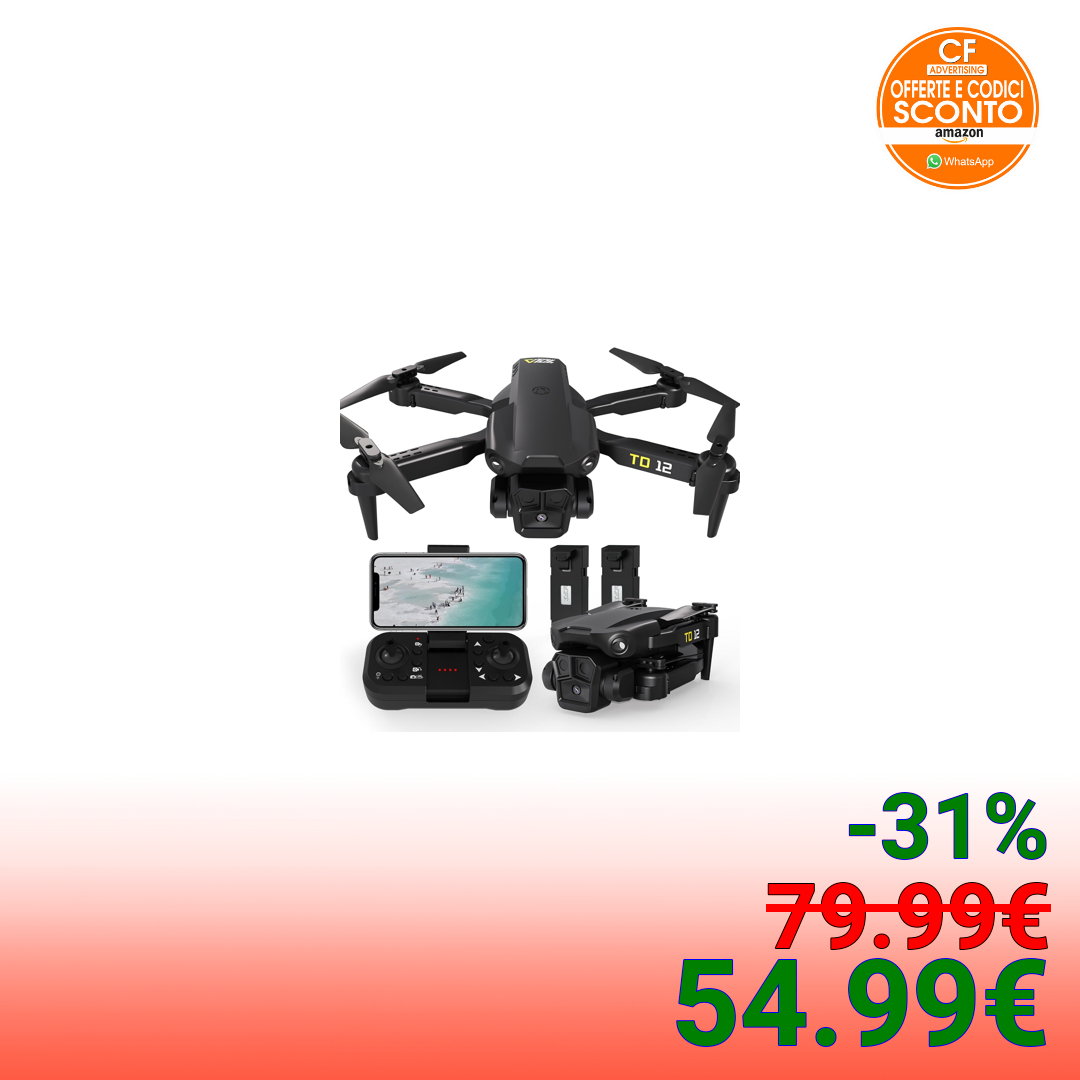 CF
ADVERTISING
OFFERTE E CODICI
SCONTO
amazon
WhatsApp
TD 12
TD 12
-31%
79.99€
54.99€